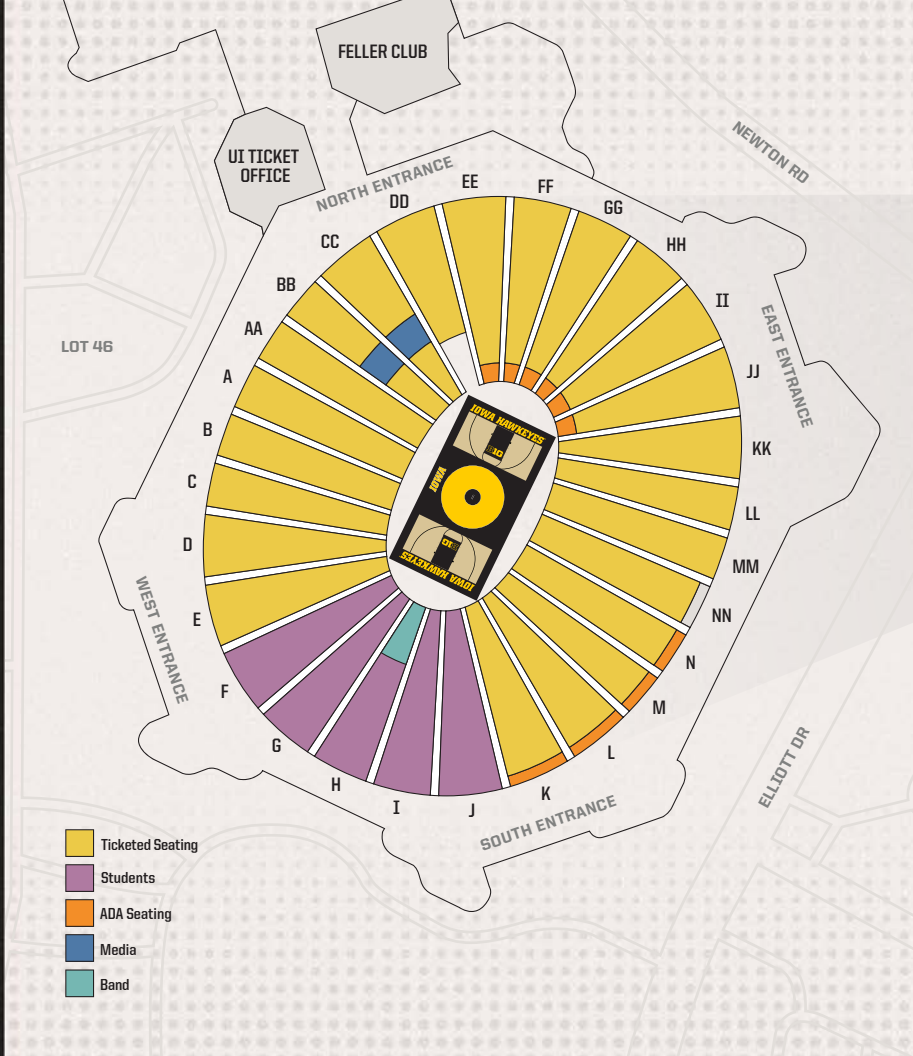 FELLER CLUB
UI TICKET
OFFICE
NORTH ENTRANCE
NEWTON RD
EAST ENTRANCE
LOT 46
WEST ENTRANCE
SOUTH ENTRANCE
ELLIOTT DR
EE
FF
GG
HH
II
JJ
KK
LL
MM
NN
N
M
L
K
J
I
H
G
F
E
D
C
B
A
AA
BB
CC
DD
IOWA HAWKEYES
B1G
IOWA
B1G
IOWA HAWKEYES
Ticketed Seating
Students
ADA Seating
Media
Band